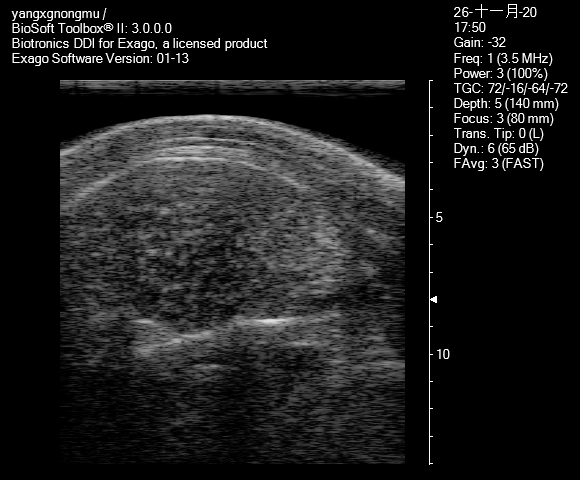 yangxgnongmu /
BioSoft Toolbox® II: 3.0.0.0
Biotronics DDI for Exago, a licensed product
Exago Software Version: 01-13
26-十一月-20
17:50
Gain: -32
Freq: 1 (3.5 MHz)
Power: 3 (100%)
TGC: 72/-16/-64/-72
Depth: 5 (140 mm)
Focus: 3 (80 mm)
Trans. Tip: 0 (L)
Dyn.: 6 (65 dB)
FAvg: 3 (FAST)
5
10